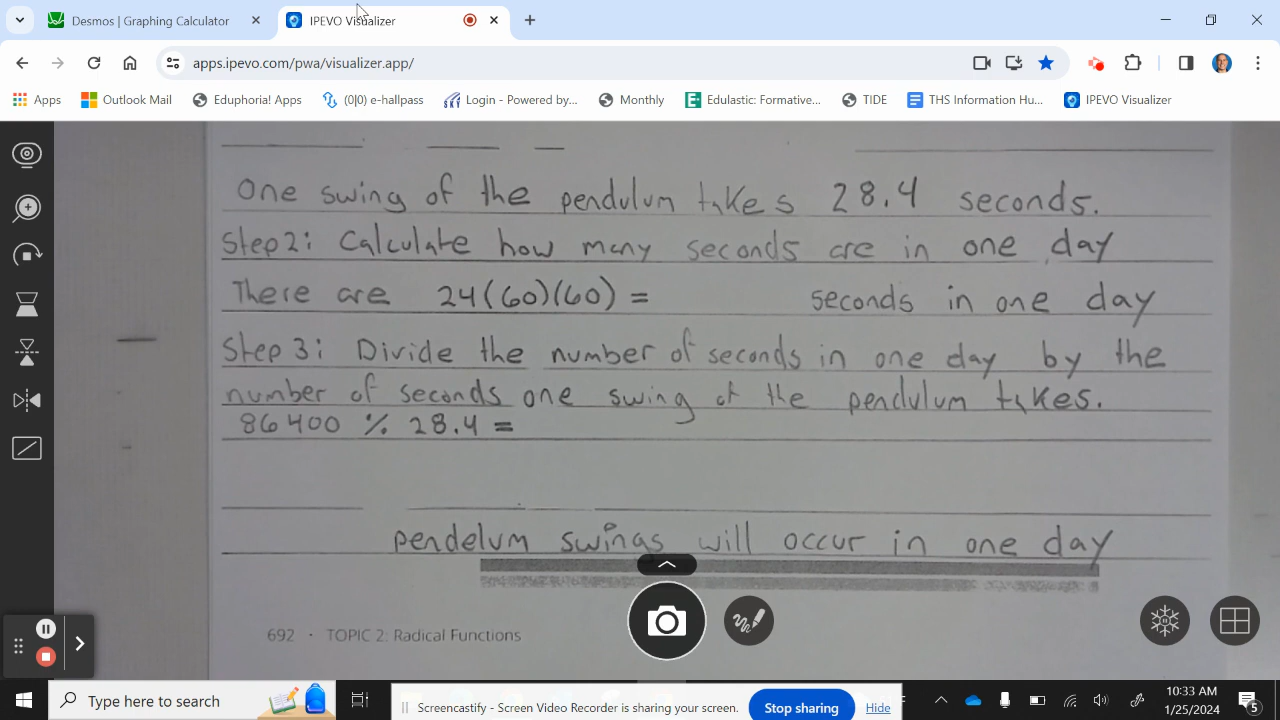 Desmos | Graphing Calculator
IPEVO Visualizer
apps.ipevo.com/pwa/visualizer.app/
Apps
Outlook Mail
Eduphoria! Apps
(0|0) e-hallpass
Login - Powered by...
Monthly
Edulastic: Formative...
TIDE
THS Information Hu...
IPEVO Visualizer
One swing of the pendulum takes 28.4 seconds.
Step 2: Calculate how many seconds are in one day
There are 24(60)(60) = seconds in one day
Step 3: Divide the number of seconds in one day by the
number of seconds one swing of the pendulum takes.
86400 % 28.4 =
pendelum swings will occur in one day
692 • TOPIC 2: Radical Functions
Type here to search
Screencastify - Screen Video Recorder is sharing your screen.
Stop sharing
Hide
10:33 AM
1/25/2024
5